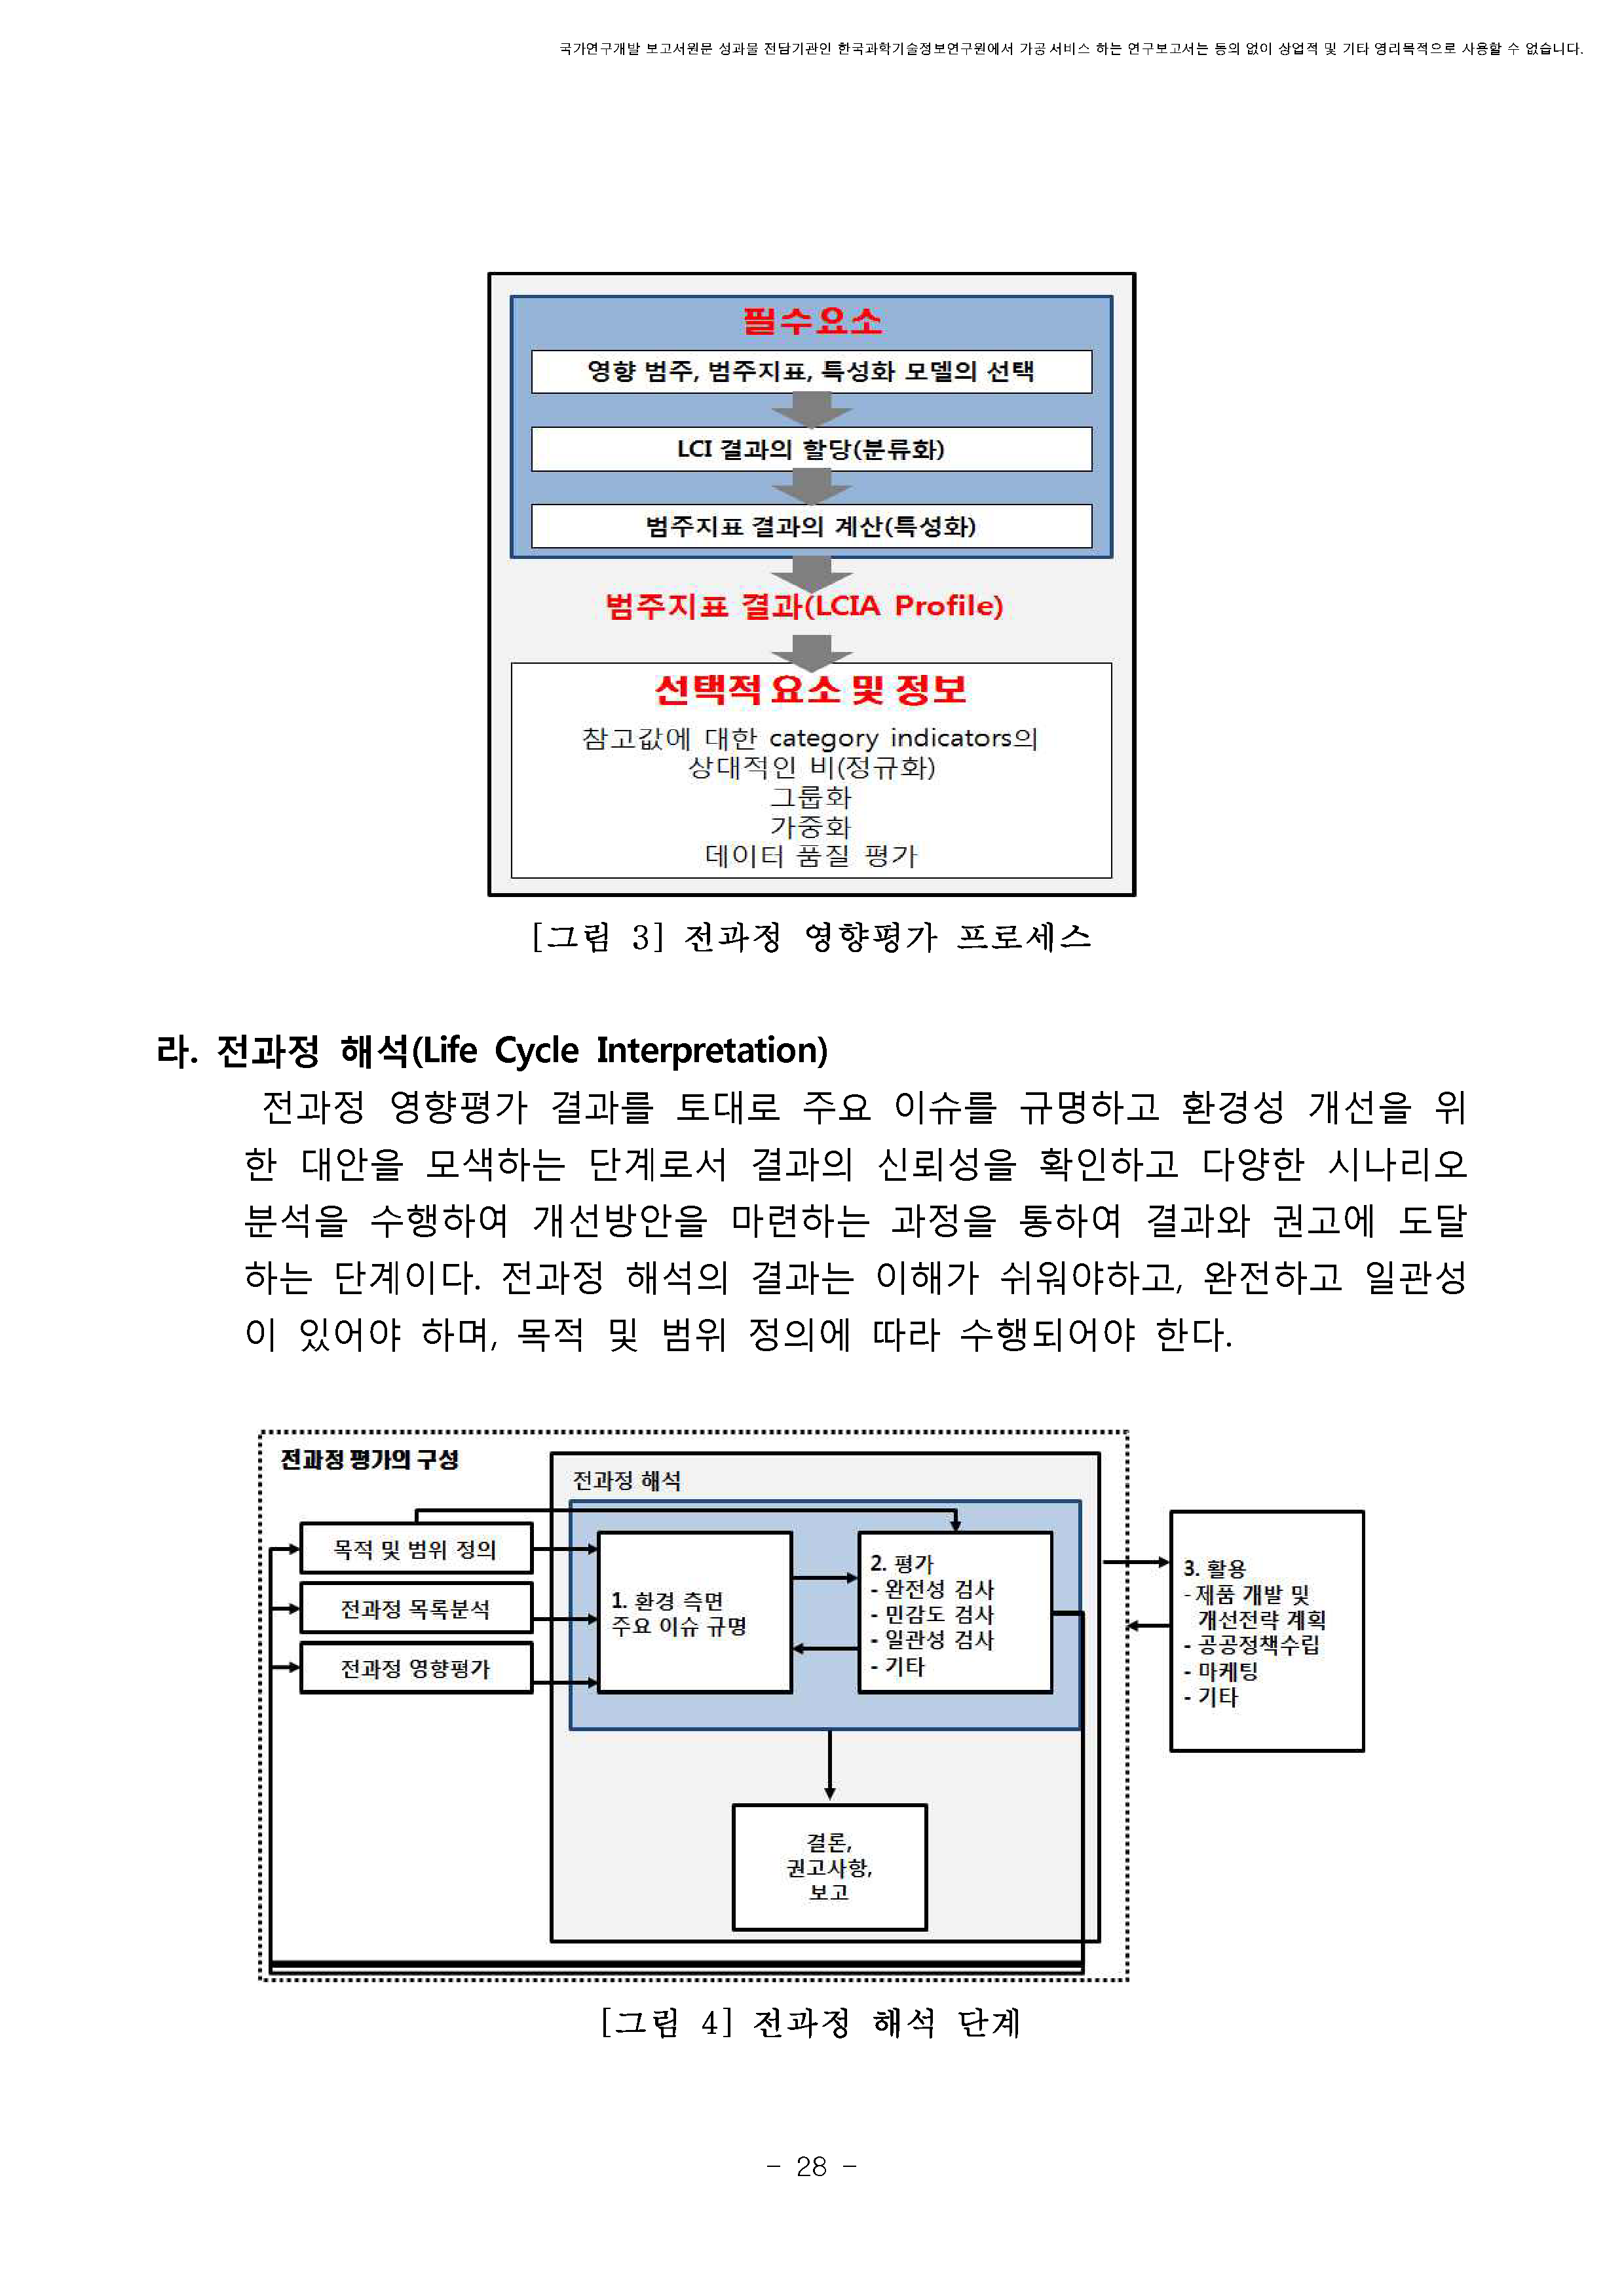 국가연구개발 보고서원문 성과물 전담기관인 한국과학기술정보연구원에서 가공·서비스 하는 연구보고서는 동의 없이 상업적 및 기타 영리목적으로 사용할 수 없습니다.
필수요소
영향 범주, 범주지표, 특성화 모델의 선택
LCI 결과의 할당(분류화)
범주지표 결과의 계산(특성화)
범주지표 결과(LCIA Profile)
선택적 요소 및 정보
참고값에 대한 category indicators의
상대적인 비(정규화)
그룹화
가중화
데이터 품질 평가
[그림 3] 전과정 영향평가 프로세스
라. 전과정 해석(Life Cycle Interpretation)
전과정 영향평가 결과를 토대로 주요 이슈를 규명하고 환경성 개선을 위
한 대안을 모색하는 단계로서 결과의 신뢰성을 확인하고 다양한 시나리오
분석을 수행하여 개선방안을 마련하는 과정을 통하여 결과와 권고에 도달
하는 단계이다. 전과정 해석의 결과는 이해가 쉬워야하고, 완전하고 일관성
이 있어야 하며, 목적 및 범위 정의에 따라 수행되어야 한다.
전과정 평가의 구성
전과정 해석
목적 및 범위 정의
전과정 목록분석
전과정 영향평가
1. 환경 측면
주요 이슈 규명
2. 평가
- 완전성 검사
- 민감도 검사
- 일관성 검사
- 기타
3. 활용
- 제품 개발 및
개선전략 계획
- 공공정책수립
- 마케팅
- 기타
결론,
권고사항,
보고
[그림 4] 전과정 해석 단계
- 28 -